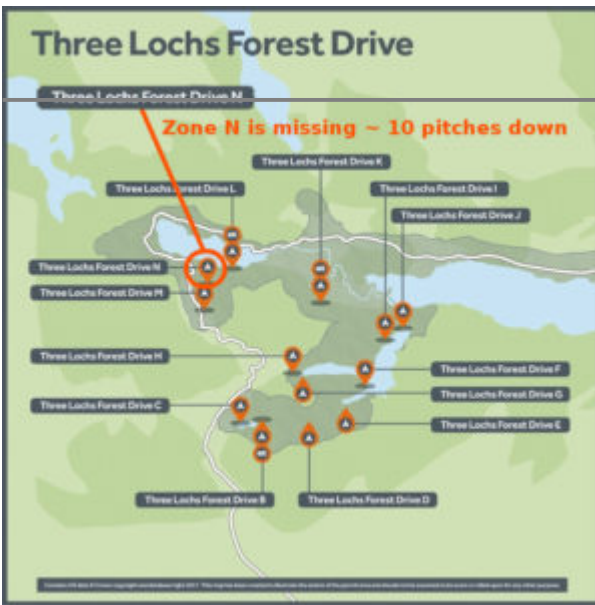 Three Lochs Forest Drive
Three Lochs Forest Drive N
Zone N is missing ~ 10 pitches down
Three Lochs Forest Drive K
Three Lochs Forest Drive L
Three Lochs Forest Drive I
Three Lochs Forest Drive J
Three Lochs Forest Drive N
Three Lochs Forest Drive M
Three Lochs Forest Drive H
Three Lochs Forest Drive F
Three Lochs Forest Drive G
Three Lochs Forest Drive C
Three Lochs Forest Drive E
Three Lochs Forest Drive B
Three Lochs Forest Drive D